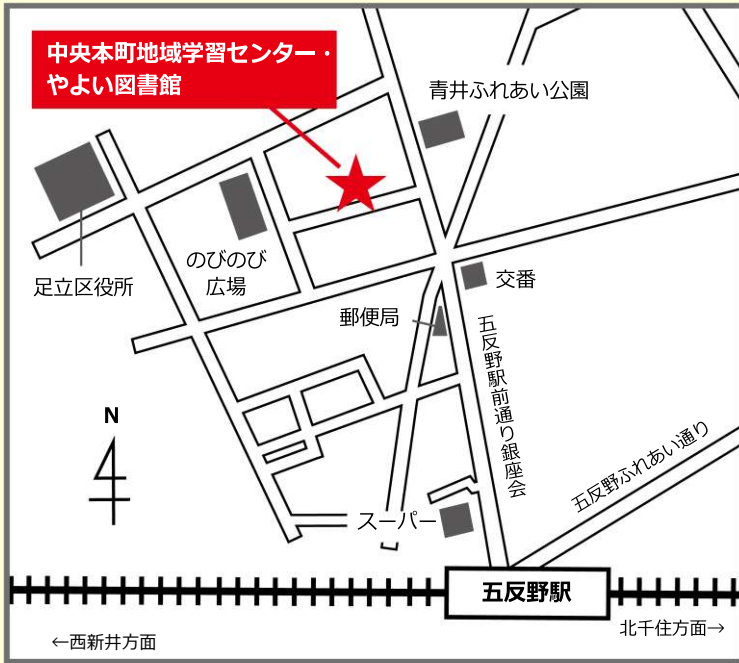 中央本町地域学習センター・
やよい図書館
青井ふれあい公園
足立区役所
のびのび
広場
交番
郵便局
五反野駅前通り銀座会
N
五反野ふれあい通り
スーパー
五反野駅
←西新井方面
北千住方面→